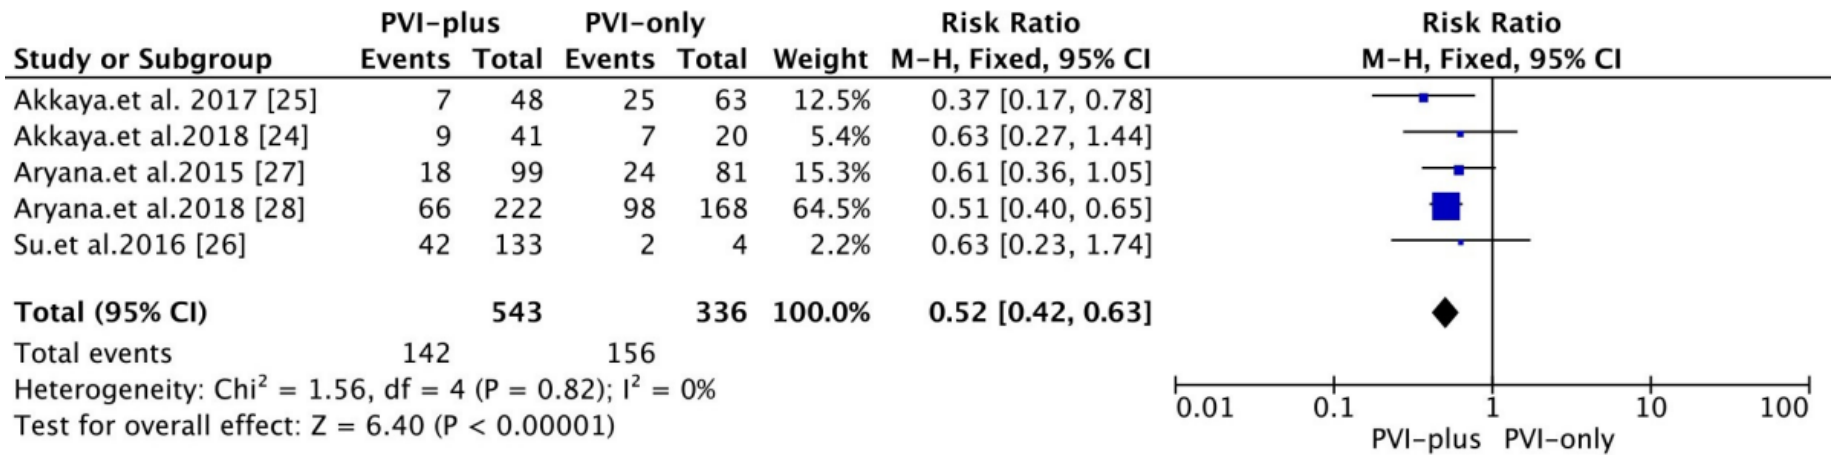 PVI-plus PVI-only Risk Ratio Risk Ratio
Study or Subgroup Events Total Events Total Weight M-H, Fixed, 95% CI M-H, Fixed, 95% CI
Akkaya.et al. 2017 [25] 7 48 25 63 12.5% 0.37 [0.17, 0.78]
Akkaya.et al.2018 [24] 9 41 7 20 5.4% 0.63 [0.27, 1.44]
Aryana.et al.2015 [27] 18 99 24 81 15.3% 0.61 [0.36, 1.05]
Aryana.et al.2018 [28] 66 222 98 168 64.5% 0.51 [0.40, 0.65]
Su.et al.2016 [26] 42 133 2 4 2.2% 0.63 [0.23, 1.74]
Total (95% CI) 543 336 100.0% 0.52 [0.42, 0.63]
Total events 142 156
Heterogeneity: Chi² = 1.56, df = 4 (P = 0.82); I² = 0%
Test for overall effect: Z = 6.40 (P < 0.00001)
0.01 0.1 1 10 100
PVI-plus PVI-only